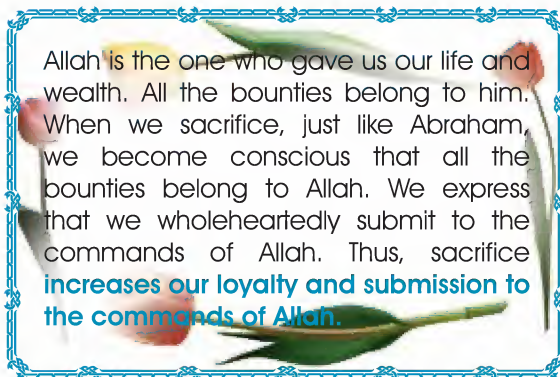 Allah is the one who gave us our life and
wealth. All the bounties belong to him.
When we sacrifice, just like Abraham,
we become conscious that all the
bounties belong to Allah. We express
that we wholeheartedly submit to the
commands of Allah. Thus, sacrifice
increases our loyalty and submission to
the commands of Allah.